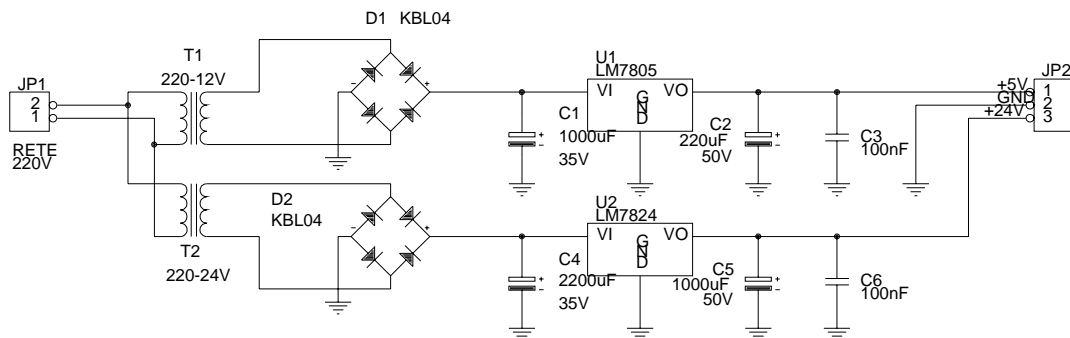 D1 KBL04
T1
220-12V
JP1
2
1
RETE
220V
U1
LM7805
VI
VO
GND
C1
1000uF
35V
C2
220uF
50V
C3
100nF
JP2
+5V
1
GND
2
+24V
3
D2
KBL04
T2
220-24V
U2
LM7824
VI
VO
GND
C4
2200uF
35V
C5
1000uF
50V
C6
100nF